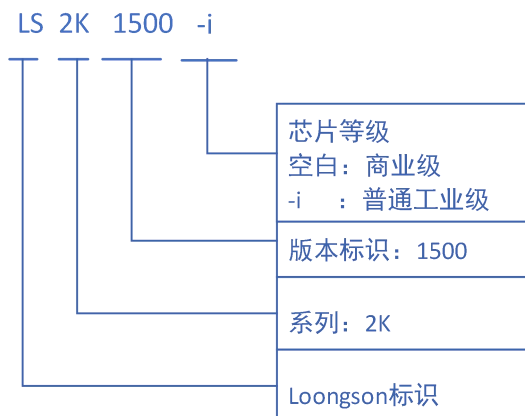 LS 2K 1500 -i
芯片等级
空白：商业级
-i ：普通工业级
版本标识：1500
系列：2K
Loongson标识